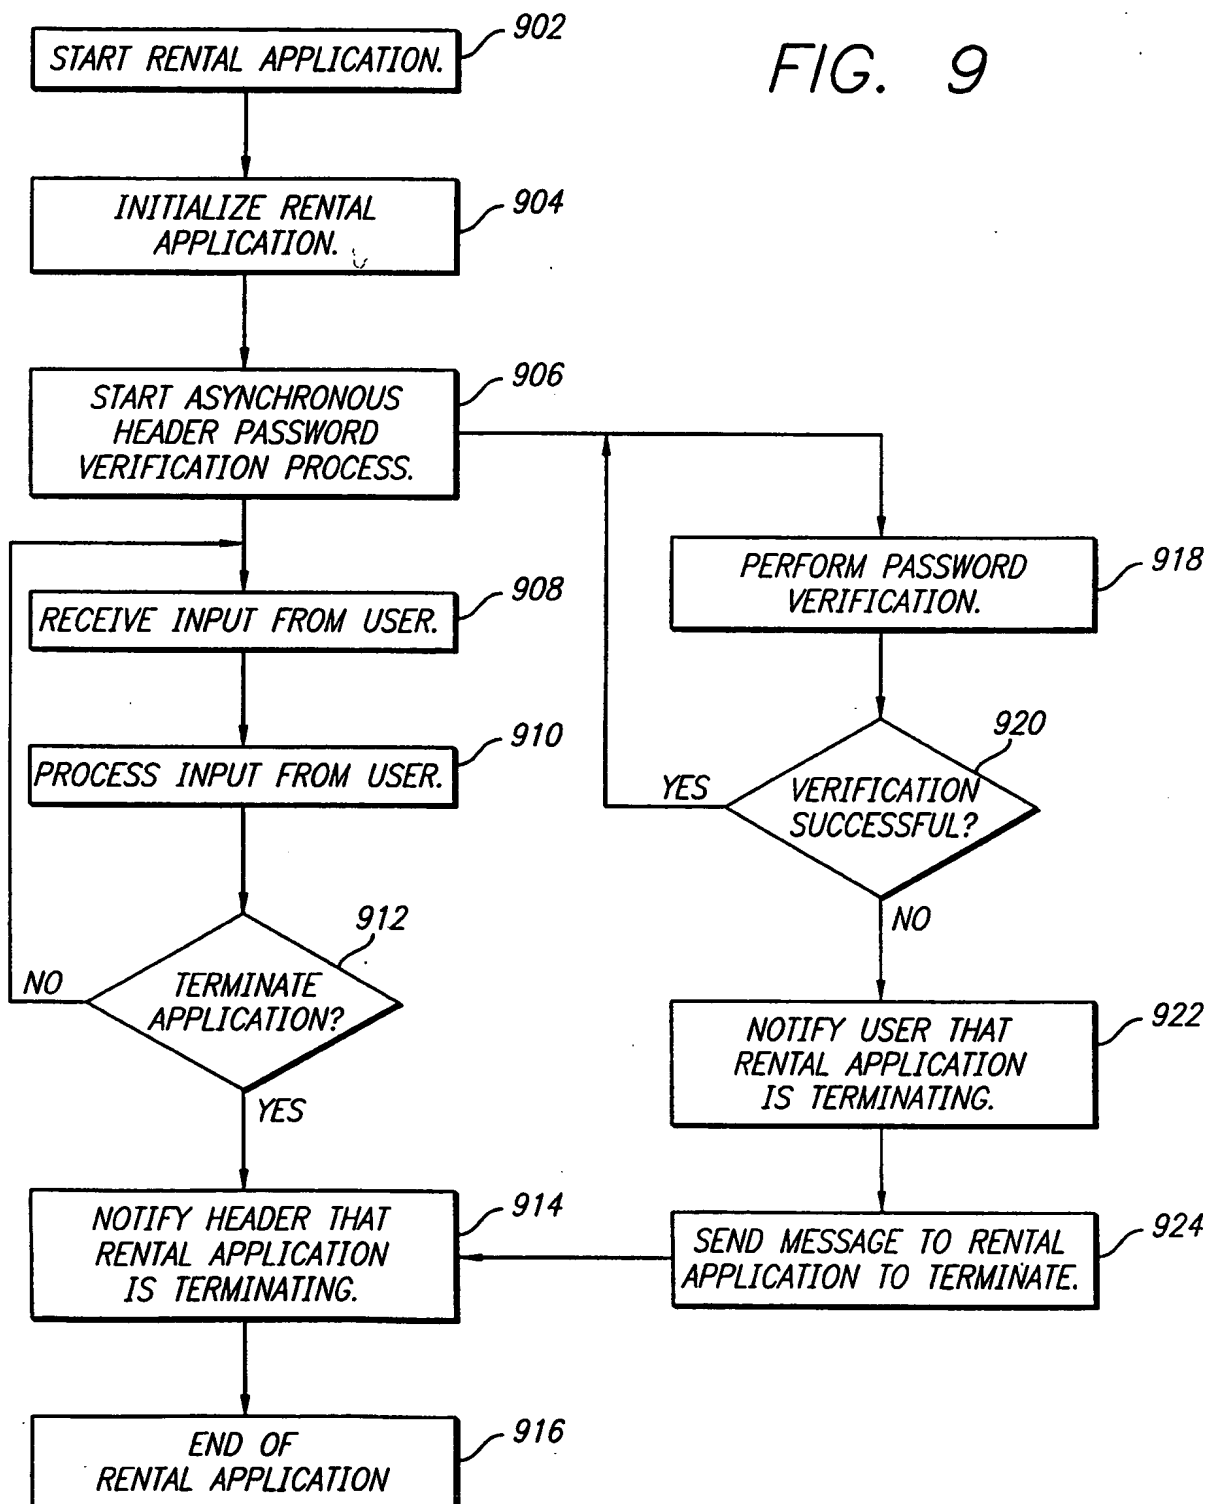 FIG. 9
START RENTAL APPLICATION.
902
INITIALIZE RENTAL
APPLICATION.
904
START ASYNCHRONOUS
HEADER PASSWORD
VERIFICATION PROCESS.
906
RECEIVE INPUT FROM USER.
908
PROCESS INPUT FROM USER.
910
TERMINATE
APPLICATION?
912
NO
YES
NOTIFY HEADER THAT
RENTAL APPLICATION
IS TERMINATING.
914
END OF
RENTAL APPLICATION
916
PERFORM PASSWORD
VERIFICATION.
918
VERIFICATION
SUCCESSFUL?
920
YES
NO
NOTIFY USER THAT
RENTAL APPLICATION
IS TERMINATING.
922
SEND MESSAGE TO RENTAL
APPLICATION TO TERMINATE.
924